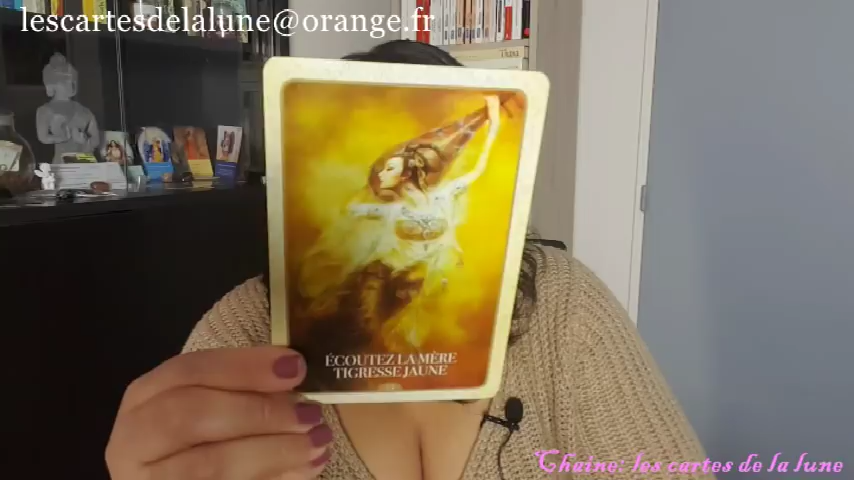 lescartesdelalune@orange.fr
ÉCOUTEZ LA MÈRE
TIGRESSE JAUNE
Chaine: les cartes de la lune